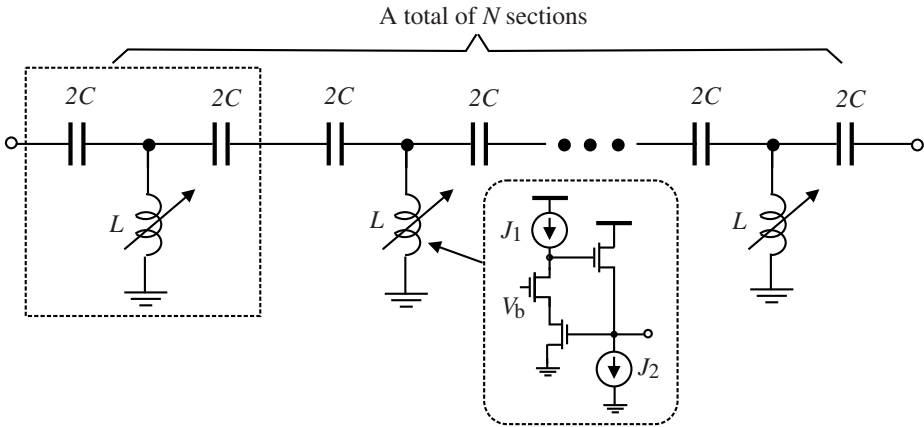 A total of N sections
2C 2C 2C 2C 2C 2C
L L L
J1
Vb
J2